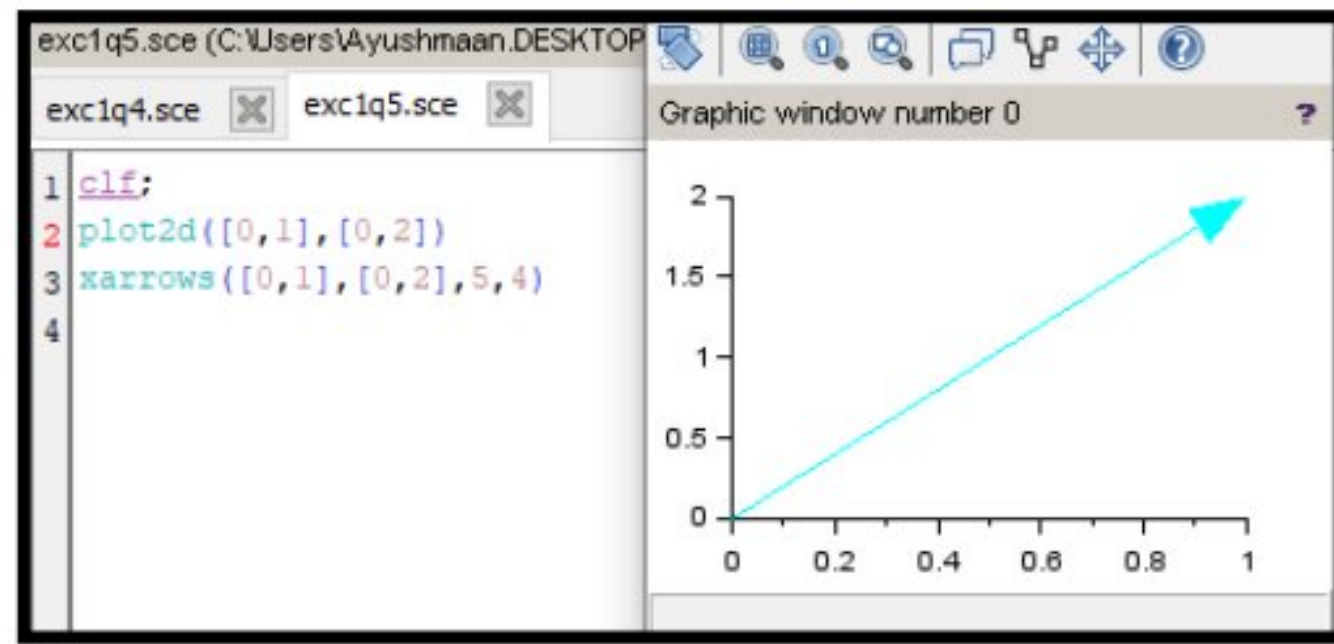 exc1q5.sce (C:\Users\Ayushmaan.DESKTOP
exc1q4.sce exc1q5.sce
1 clf;
2 plot2d([0,1],[0,2])
3 xarrows([0,1],[0,2],5,4)
4
Graphic window number 0 ?
2
1.5
1
0.5
0
0 0.2 0.4 0.6 0.8 1